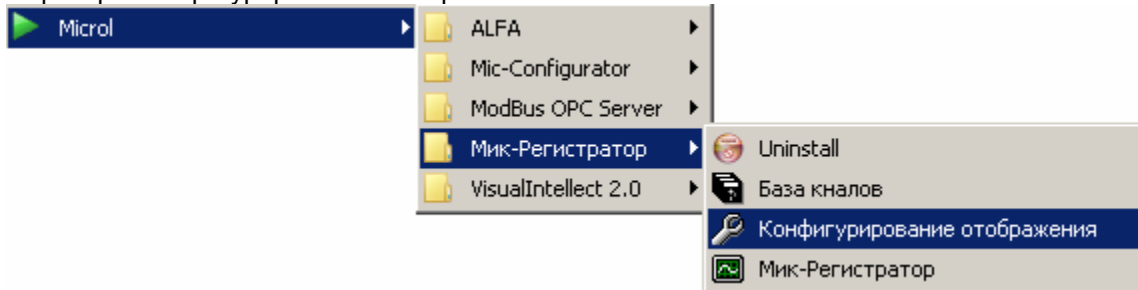 Microl
ALFA
Mic-Configurator
ModBus OPC Server
Мик-Регистратор
VisualIntellect 2.0
Uninstall
База кналов
Конфигурирование отображения
Мик-Регистратор